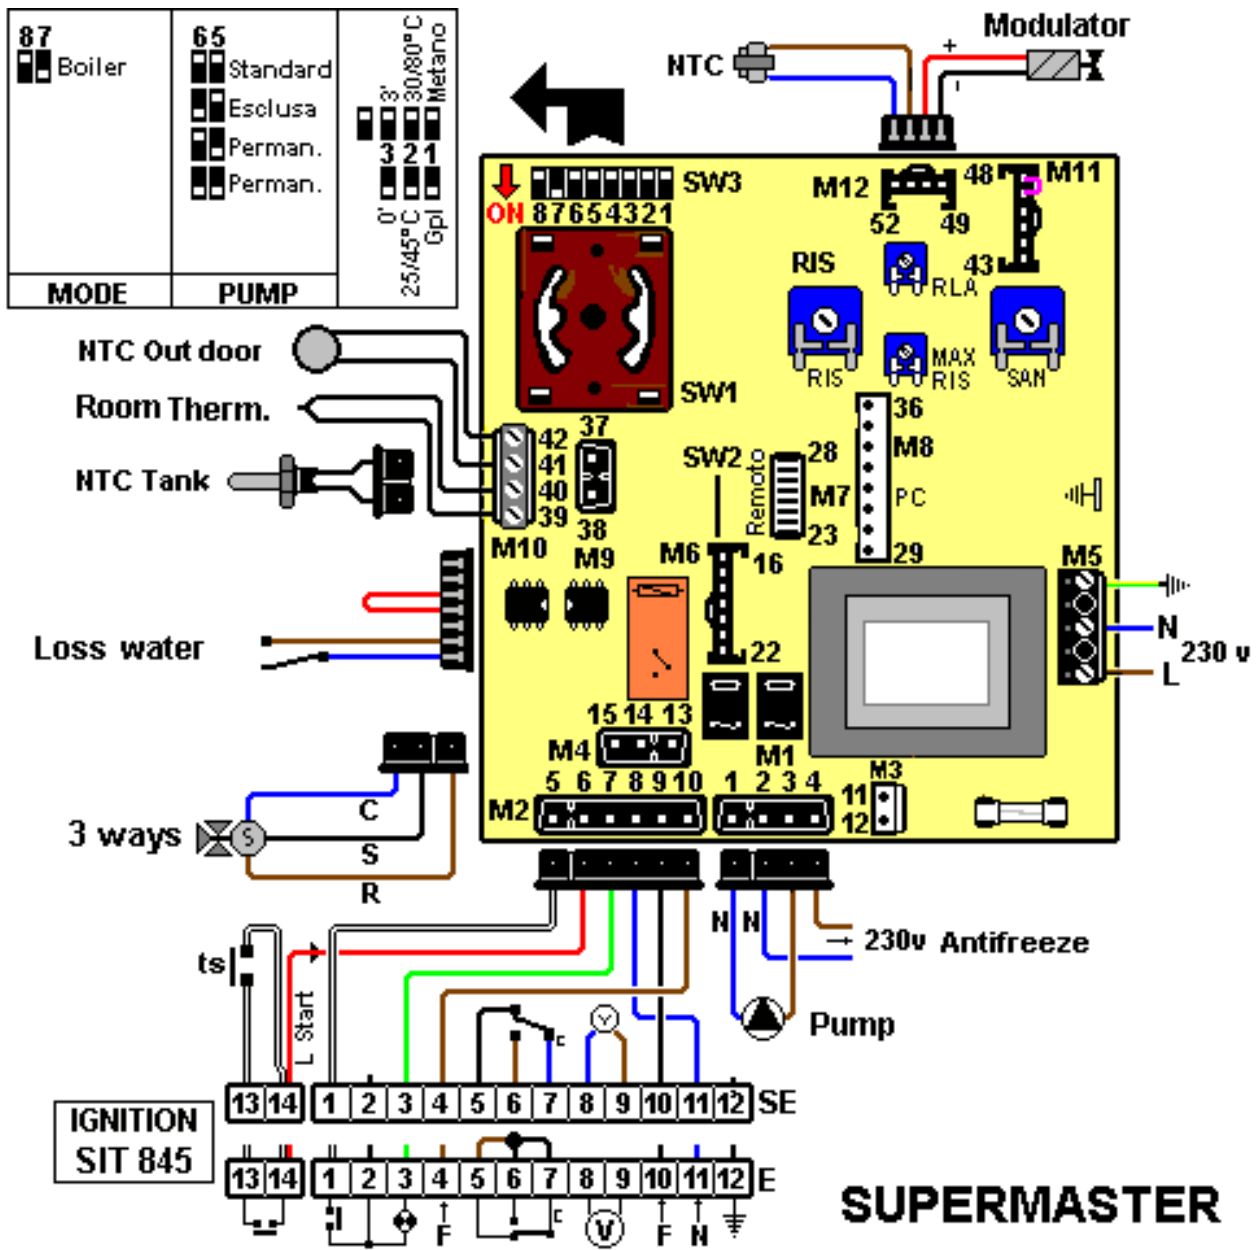 87
Boiler
MODE
65
Standard
Esclusa
Perman.
Perman.
PUMP
3'
30/80°C
Metano
3 2 1
0'
25/45°C
Gpl
Modulator
NTC
+
-
ON
87654321
SW3
M12
52
49
48
M11
43
RLA
RIS
RIS
MAX
RIS
SAN
SW1
NTC Out door
Room Therm.
NTC Tank
42
41
40
39
M10
37
38
M9
SW2
Remoto
28
M7
23
36
M8
PC
29
M6
16
22
M5
N
230 v
L
Loss water
15 14 13
M4
M1
M3
11
12
M2
5 6 7 8 9 10
1 2 3 4
3 ways
S
C
S
R
N N
230v Antifreeze
Pump
ts
L Start
C
V
13 14 1 2 3 4 5 6 7 8 9 10 11 12 SE
IGNITION
SIT 845
13 14 1 2 3 4 5 6 7 8 9 10 11 12 E
F
C
V
F
N
SUPERMASTER